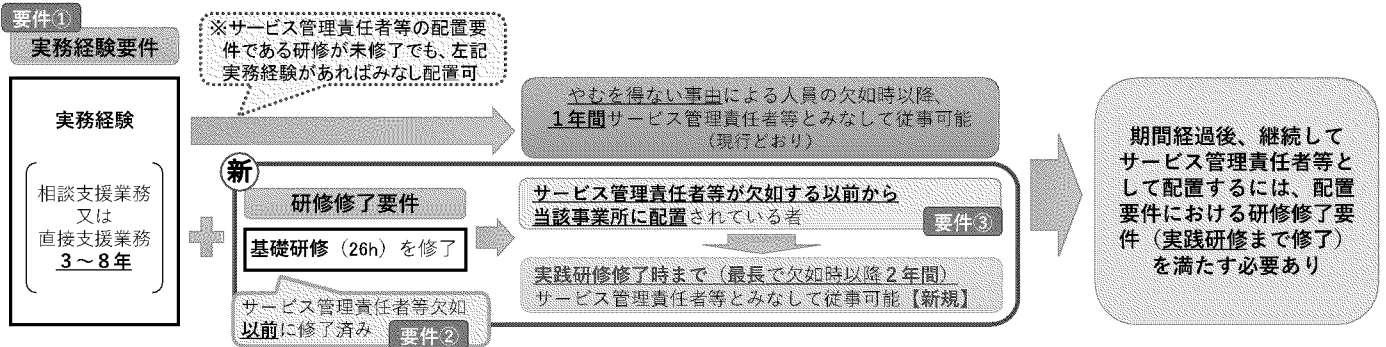 要件①
実務経験要件
※サービス管理責任者等の配置要
件である研修が未修了でも、左記
実務経験があればみなし配置可
実務経験
相談支援業務
又は
直接支援業務
３～８年
やむを得ない事由による人員の欠如時以降、
１年間サービス管理責任者等とみなして従事可能
（現行どおり）
新
研修修了要件
基礎研修（26h）を修了
サービス管理責任者等欠如
以前に修了済み
要件②
サービス管理責任者等が欠如する以前から
当該事業所に配置されている者
要件③
実践研修修了時まで（最長で欠如時以降２年間）
サービス管理責任者等とみなして従事可能【新規】
期間経過後、継続して
サービス管理責任者等と
して配置するには、配置
要件における研修修了要
件（実践研修まで修了）
を満たす必要あり